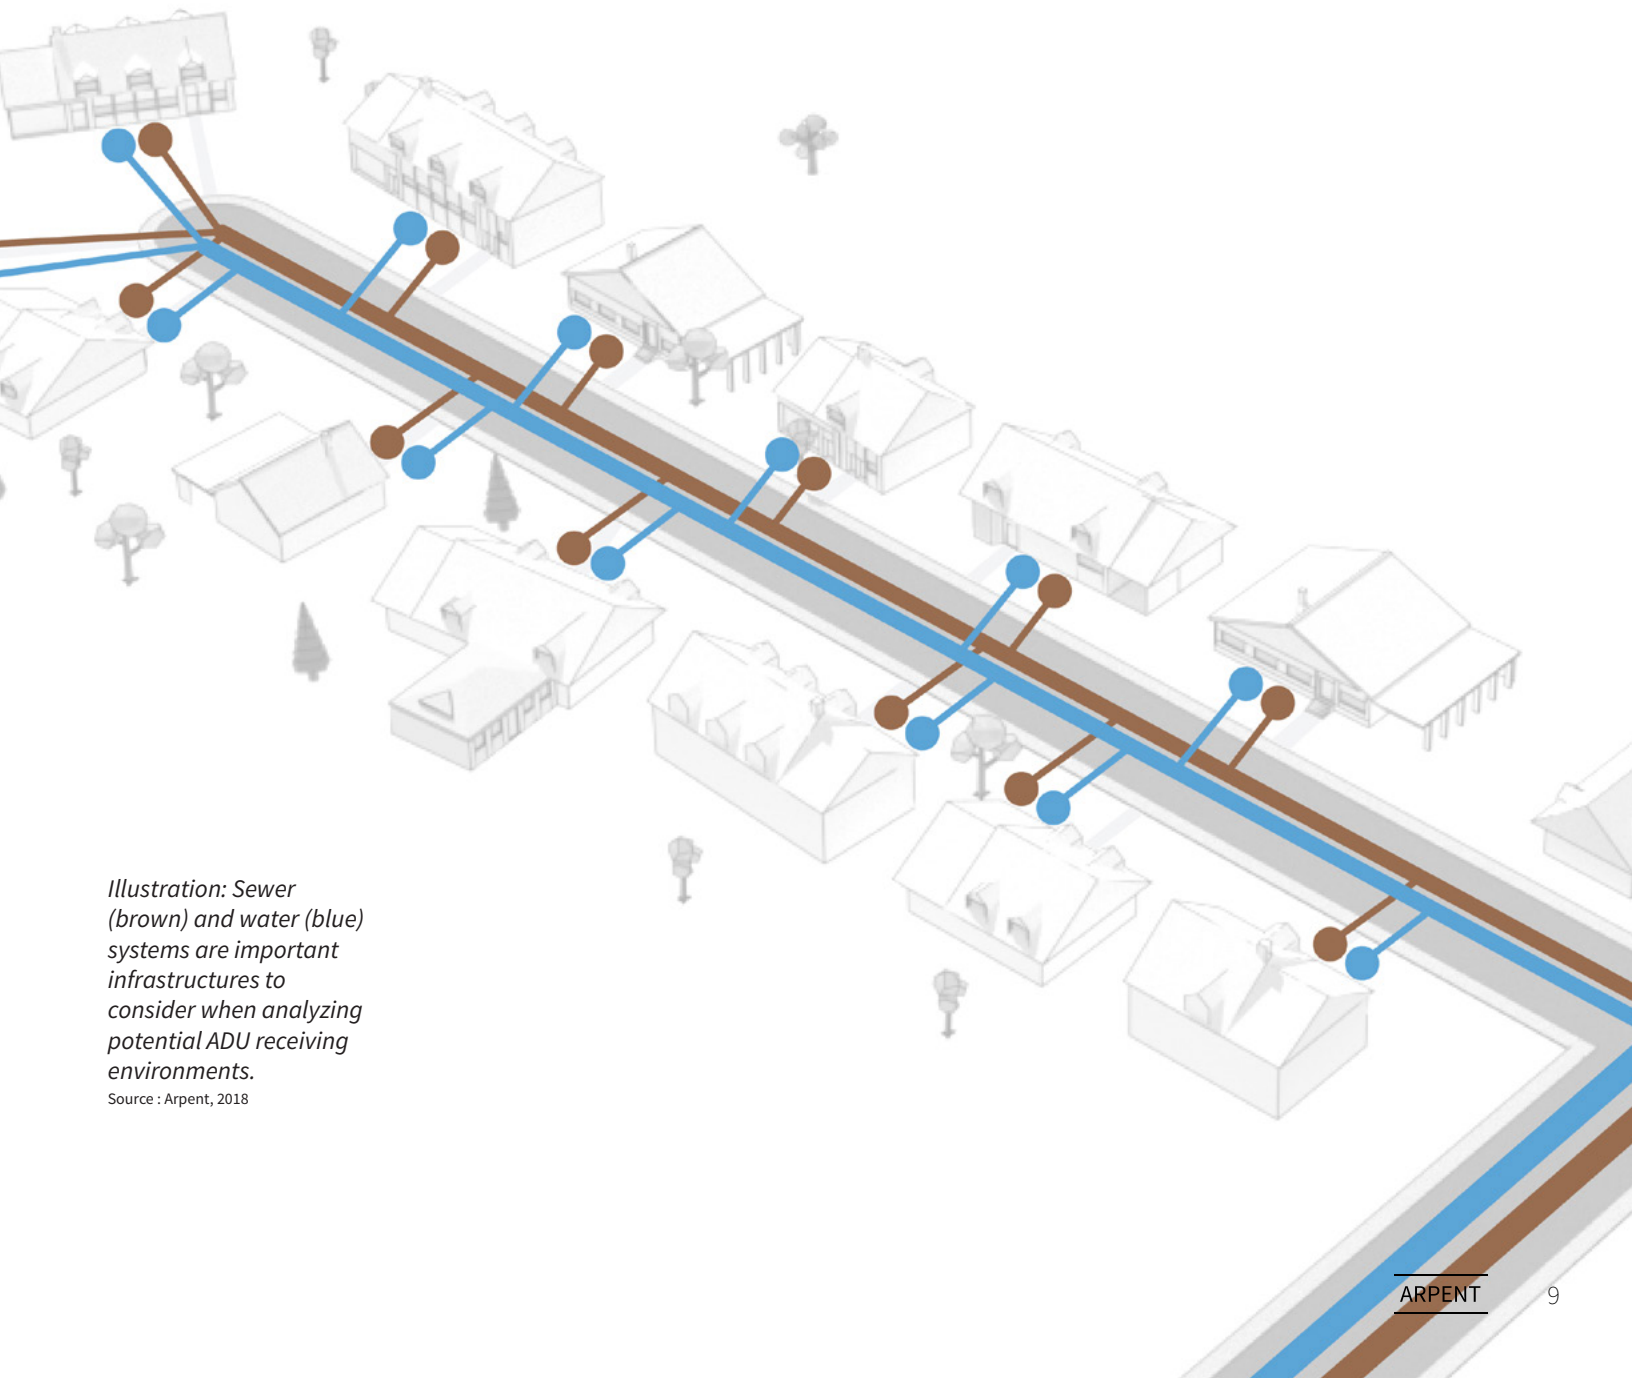 Illustration: Sewer
(brown) and water (blue)
systems are important
infrastructures to
consider when analyzing
potential ADU receiving
environments.
Source : Arpent, 2018
ARPENT 9